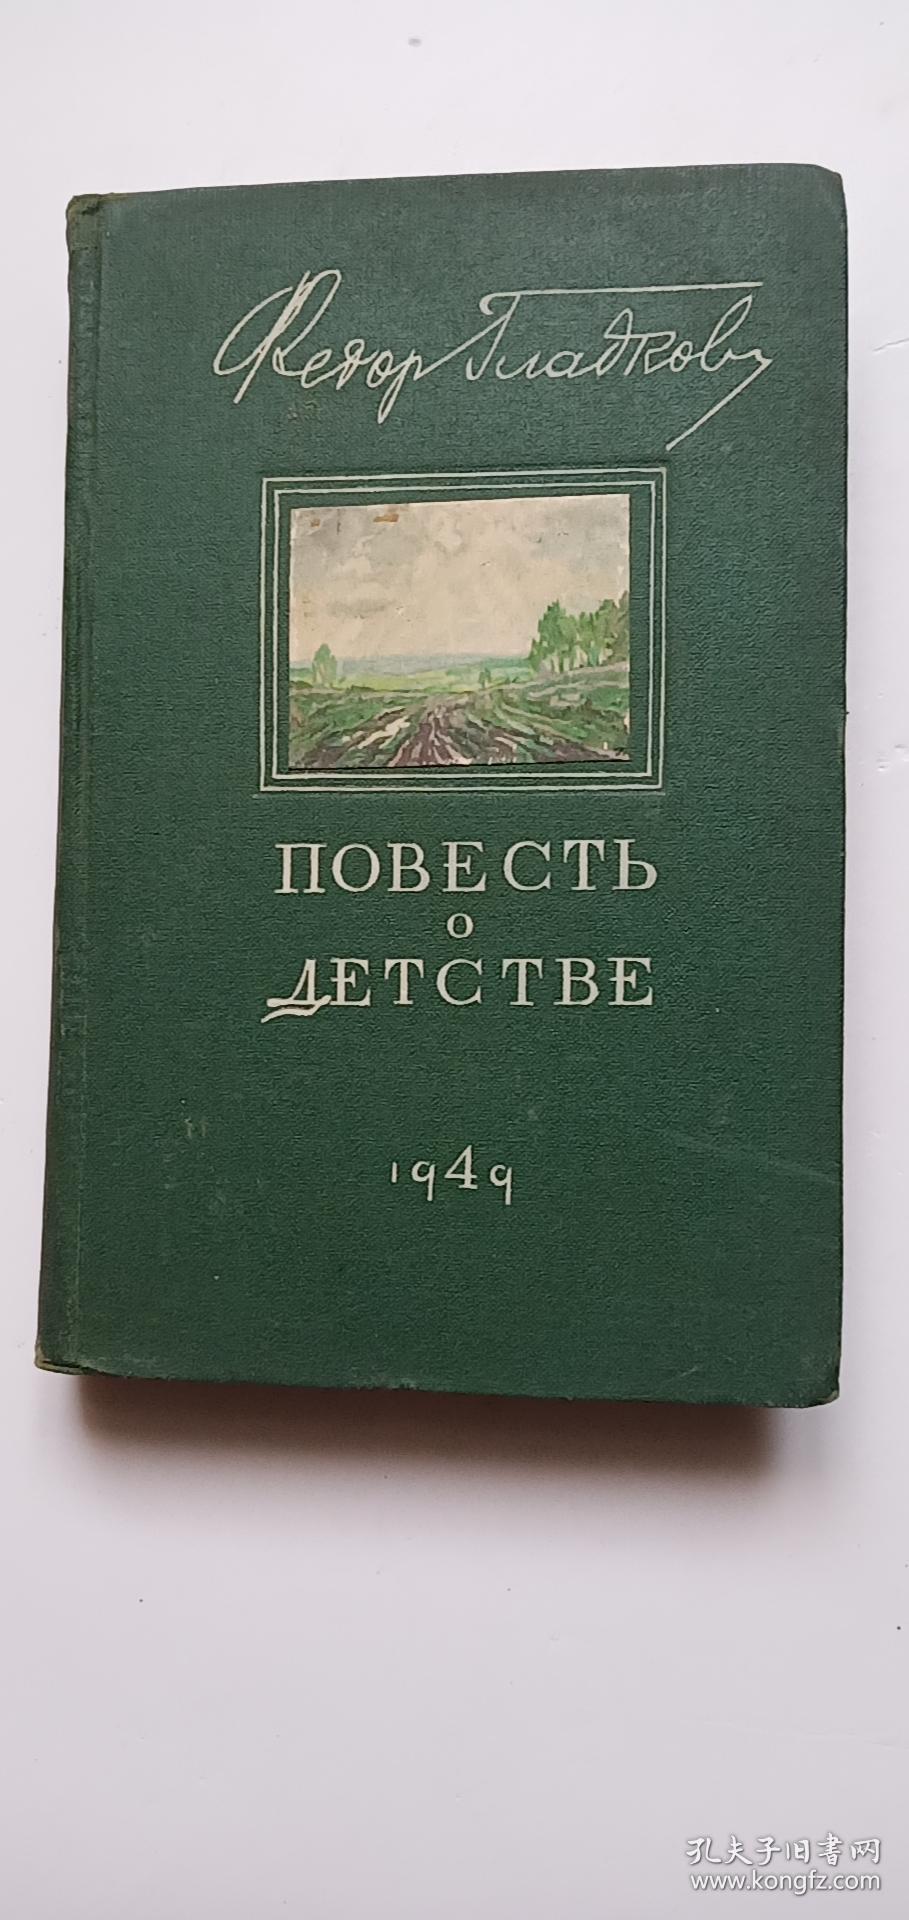 Федор Гладков
ПОВЕСТЬ
о
ДЕТСТВЕ
1949
孔夫子旧书网
www.kongfz.com